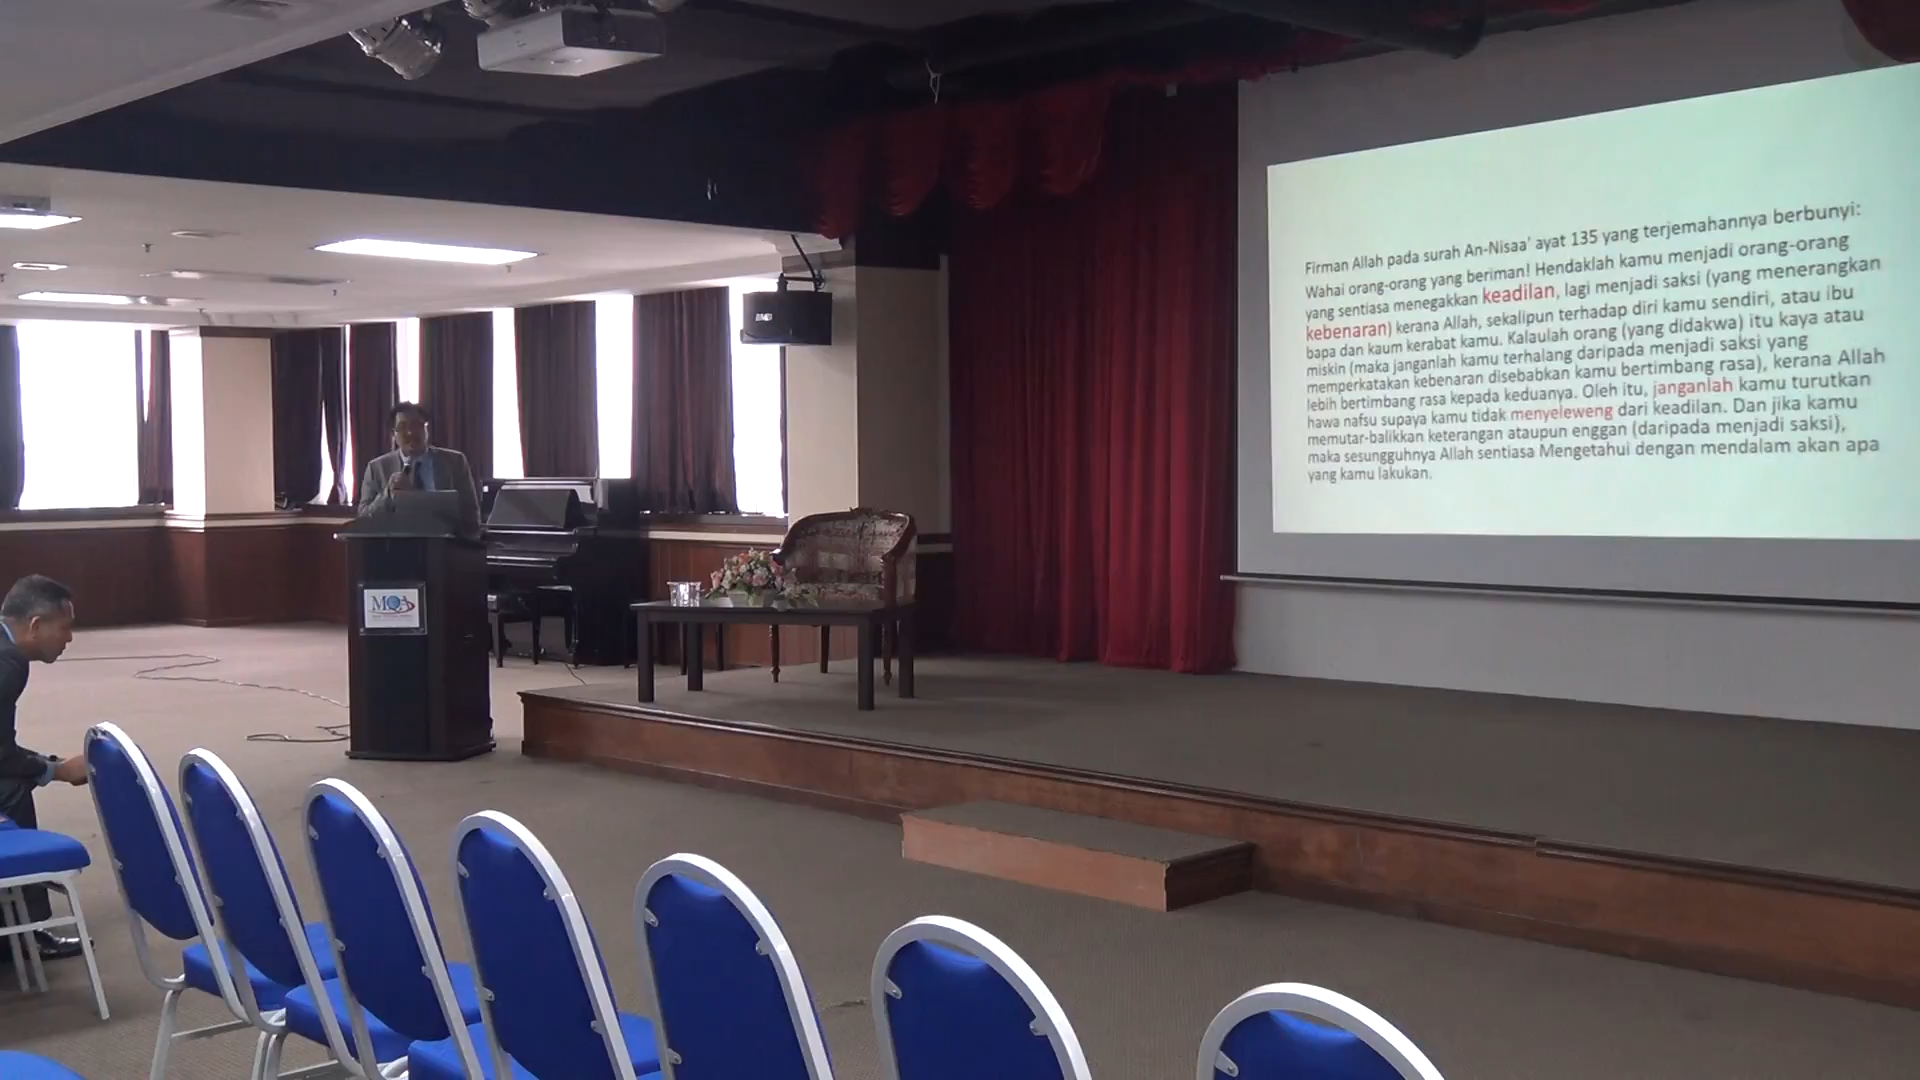 Firman Allah pada surah An-Nisaa' ayat 135 yang terjemahannya berbunyi:
Wahai orang-orang yang beriman! Hendaklah kamu menjadi orang-orang
yang sentiasa menegakkan keadilan, lagi menjadi saksi (yang menerangkan
kebenaran) kerana Allah, sekalipun terhadap diri kamu sendiri, atau ibu
bapa dan kaum kerabat kamu. Kalaulah orang (yang didakwa) itu kaya atau
miskin (maka janganlah kamu terhalang daripada menjadi saksi yang
memperkatakan kebenaran disebabkan kamu bertimbang rasa), kerana Allah
lebih bertimbang rasa kepada keduanya. Oleh itu, janganlah kamu turutkan
hawa nafsu supaya kamu tidak menyeleweng dari keadilan. Dan jika kamu
memutar-balikkan keterangan ataupun enggan (daripada menjadi saksi),
maka sesungguhnya Allah sentiasa Mengetahui dengan mendalam akan apa
yang kamu lakukan.
MQA